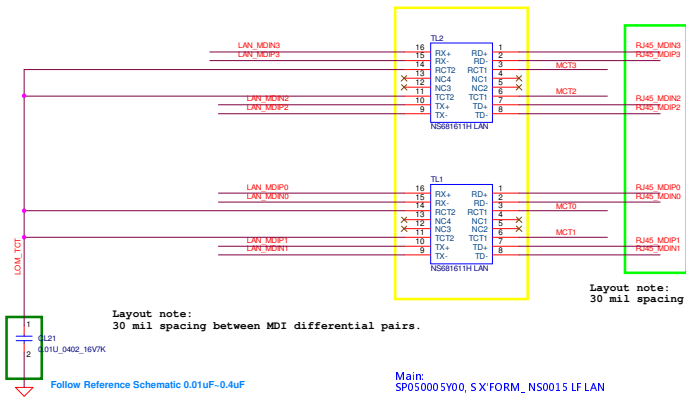 TL2
LAN_MDIN3 16 RX+ RD+ 1 RJ45_MDIN3
LAN_MDIP3 15 RX- RD- 2 RJ45_MDIP3
14 RCT2 RCT1 3 MCT3
13 NC4 NC1 4
12 NC3 NC2 5
11 TCT2 TCT1 6 MCT2
LAN_MDIN2 10 TX+ TD+ 7 RJ45_MDIN2
LAN_MDIP2 9 TX- TD- 8 RJ45_MDIP2
NS681611H LAN
TL1
LAN_MDIP0 16 RX+ RD+ 1 RJ45_MDIP0
LAN_MDIN0 15 RX- RD- 2 RJ45_MDIN0
14 RCT2 RCT1 3 MCT0
13 NC4 NC1 4
12 NC3 NC2 5
11 TCT2 TCT1 6 MCT1
LAN_MDIP1 10 TX+ TD+ 7 RJ45_MDIP1
LAN_MDIN1 9 TX- TD- 8 RJ45_MDIN1
NS681611H LAN
LOM_TCT
Layout note:
30 mil spacing
Layout note:
30 mil spacing between MDI differential pairs.
1
CL21
0.01U_0402_16V7K
2
Follow Reference Schematic 0.01uF~0.4uF
Main:
SP050005Y00, S X'FORM_ NS0015 LF LAN